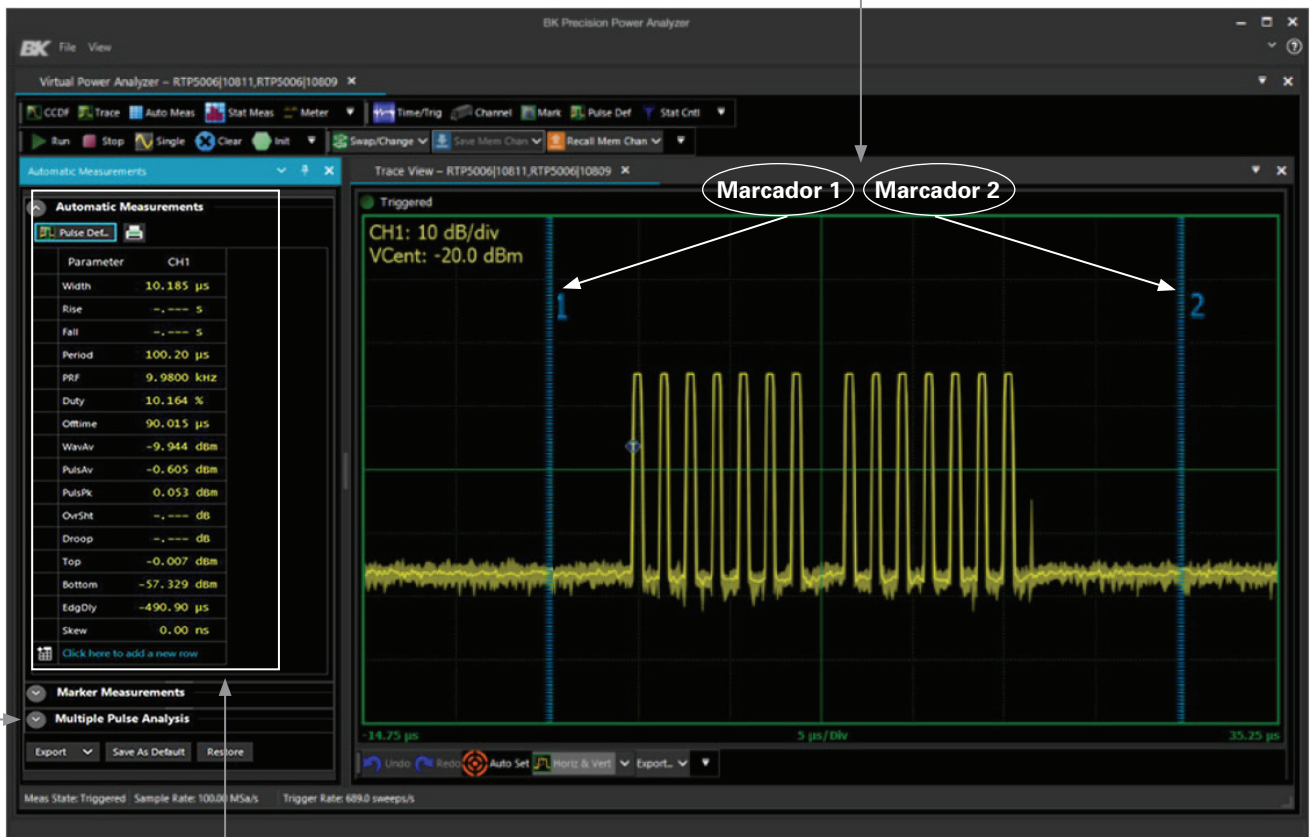 BK Precision Power Analyzer
BK File View
Virtual Power Analyzer – RTP5006|10811,RTP5006|10809
CCDF Trace Auto Meas Stat Meas Meter Time/Trig Channel Mark Pulse Def Stat Cntl
Run Stop Single Clear Init Swap/Change Save Mem Chan Recall Mem Chan
Automatic Measurements
Trace View – RTP5006|10811,RTP5006|10809
Automatic Measurements
Pulse Def...
Parameter CH1
Width 10.185 µs
Rise -.--- s
Fall -.--- s
Period 100.20 µs
PRF 9.9800 kHz
Duty 10.164 %
Offtime 90.015 µs
WavAv -9.944 dBm
PulsAv -0.605 dBm
PulsPk 0.053 dBm
OvrSht -.--- dB
Droop -.--- dB
Top -0.007 dBm
Bottom -57.329 dBm
EdgDly -490.90 µs
Skew 0.00 ns
Click here to add a new row
Marker Measurements
Multiple Pulse Analysis
Export Save As Default Restore
Triggered
Marcador 1 Marcador 2
CH1: 10 dB/div
VCent: -20.0 dBm
1 2
T
-14.75 µs 5 µs/Div 35.25 µs
Undo Redo Auto Set Horiz & Vert Export...
Meas State: Triggered Sample Rate: 100.00 MSa/s Trigger Rate: 689.0 sweeps/s